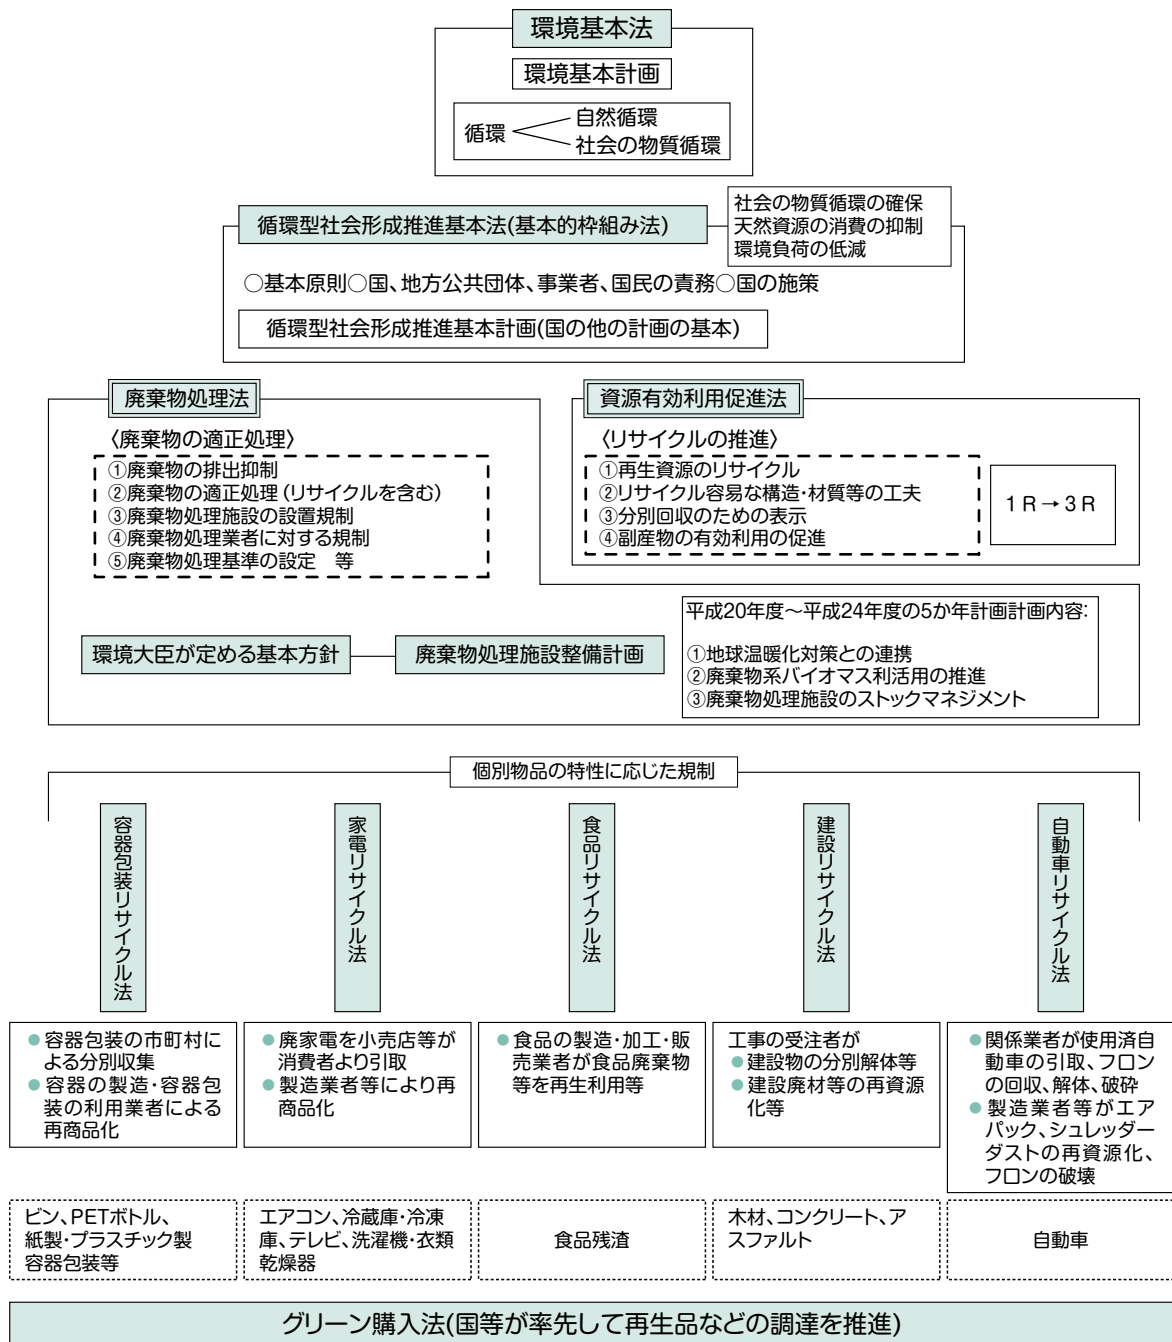 環境基本法
環境基本計画
循環
自然循環
社会の物質循環
循環型社会形成推進基本法(基本的枠組み法)
社会の物質循環の確保
天然資源の消費の抑制
環境負荷の低減
○基本原則○国、地方公共団体、事業者、国民の責務○国の施策
循環型社会形成推進基本計画(国の他の計画の基本)
廃棄物処理法
〈廃棄物の適正処理〉
①廃棄物の排出抑制
②廃棄物の適正処理(リサイクルを含む)
③廃棄物処理施設の設置規制
④廃棄物処理業者に対する規制
⑤廃棄物処理基準の設定 等
資源有効利用促進法
〈リサイクルの推進〉
①再生資源のリサイクル
②リサイクル容易な構造・材質等の工夫
③分別回収のための表示
④副産物の有効利用の促進
1R→3R
環境大臣が定める基本方針
廃棄物処理施設整備計画
平成20年度〜平成24年度の5か年計画計画内容:
①地球温暖化対策との連携
②廃棄物系バイオマス利活用の推進
③廃棄物処理施設のストックマネジメント
個別物品の特性に応じた規制
容器包装リサイクル法
家電リサイクル法
食品リサイクル法
建設リサイクル法
自動車リサイクル法
● 容器包装の市町村に
よる分別収集
● 容器の製造・容器包
装の利用業者による
再商品化
● 廃家電を小売店等が
消費者より引取
● 製造業者等により再
商品化
● 食品の製造・加工・販
売業者が食品廃棄物
等を再生利用等
工事の受注者が
● 建設物の分別解体等
● 建設廃材等の再資源
化等
● 関係業者が使用済自
動車の引取、フロン
の回収、解体、破砕
● 製造業者等がエア
パック、シュレッダー
ダストの再資源化、
フロンの破壊
ビン、PETボトル、
紙製・プラスチック製
容器包装等
エアコン、冷蔵庫・冷凍
庫、テレビ、洗濯機・衣類
乾燥器
食品残渣
木材、コンクリート、ア
スファルト
自動車
グリーン購入法(国等が率先して再生品などの調達を推進)